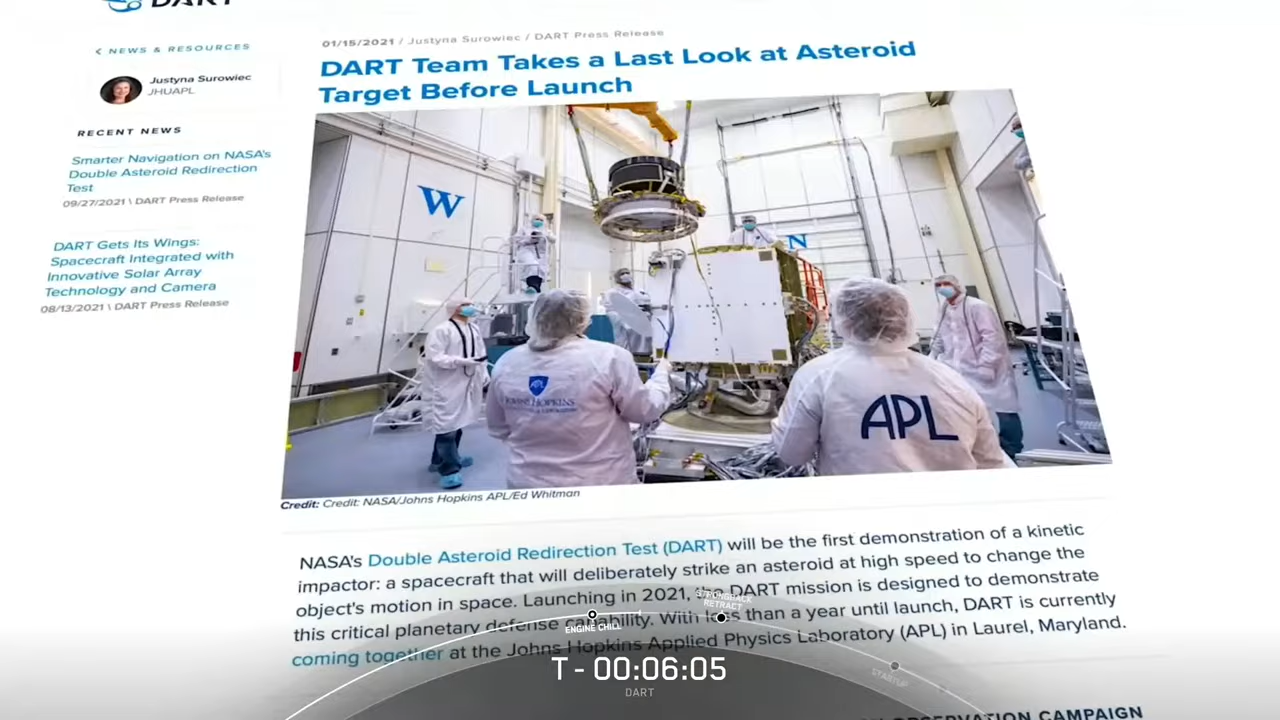 DART
< NEWS & RESOURCES
Justyna Surowiec
JHUAPL
RECENT NEWS
Smarter Navigation on NASA's
Double Asteroid Redirection
Test
09/27/2021 \ DART Press Release
DART Gets Its Wings:
Spacecraft Integrated with
Innovative Solar Array
Technology and Camera
08/13/2021 \ DART Press Release
01/15/2021 / Justyna Surowiec / DART Press Release
DART Team Takes a Last Look at Asteroid
Target Before Launch
W
N
APL
JOHNS HOPKINS
APL
Credit: Credit: NASA/Johns Hopkins APL/Ed Whitman
NASA's Double Asteroid Redirection Test (DART) will be the first demonstration of a kinetic
impactor: a spacecraft that will deliberately strike an asteroid at high speed to change the
object's motion in space. Launching in 2021, the DART mission is designed to demonstrate
this critical planetary defense capability. With less than a year until launch, DART is currently
coming together at the Johns Hopkins Applied Physics Laboratory (APL) in Laurel, Maryland.
OBSERVATION CAMPAIGN
STRONGBACK
RETRACT
ENGINE CHILL
STARTUP
T - 00:06:05
DART